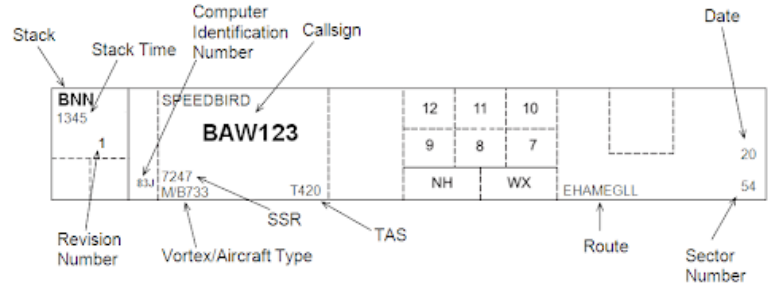 Stack
Stack Time
Computer
Identification
Number
Callsign
Date
BNN
1345
1
83J
SPEEDBIRD
BAW123
7247
M/B733
T420
12 11 10
9 8 7
NH WX
EHAMEGLL
20
54
Revision
Number
Vortex/Aircraft Type
SSR
TAS
Route
Sector
Number